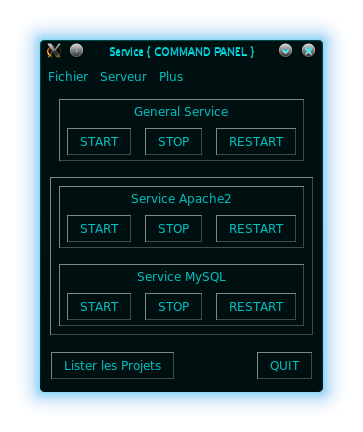 Service { COMMAND PANEL }
Fichier Serveur Plus
General Service
START STOP RESTART
Service Apache2
START STOP RESTART
Service MySQL
START STOP RESTART
Lister les Projets QUIT